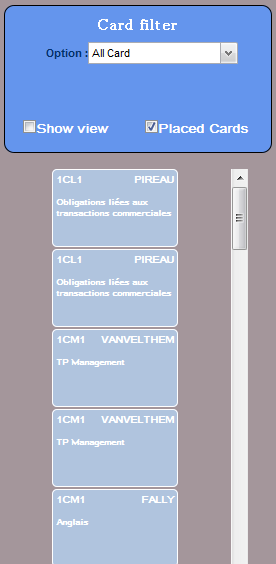 Card filter
Option : All Card
Show view Placed Cards
1CL1 PIREAU
Obligations liées aux
transactions commerciales
1CL1 PIREAU
Obligations liées aux
transactions commerciales
1CM1 VANVELTHEM
TP Management
1CM1 VANVELTHEM
TP Management
1CM1 FALLY
Anglais